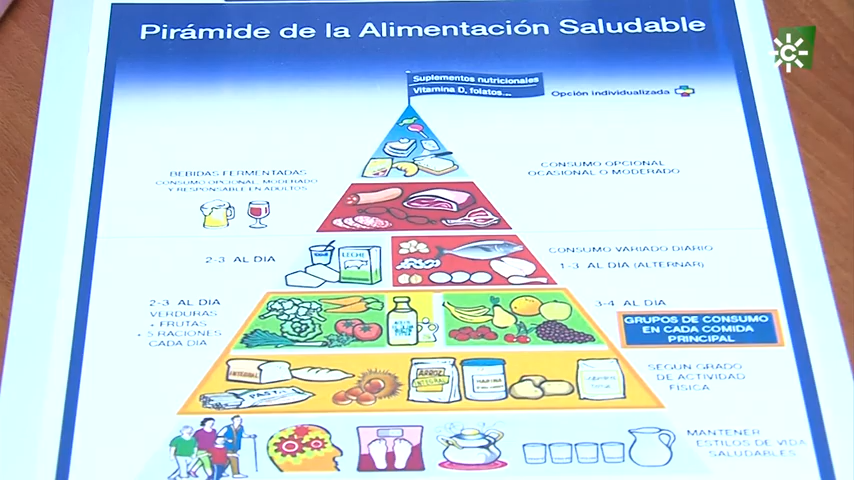 Pirámide de la Alimentación Saludable
Suplementos nutricionales
Vitamina D, folatos...
Opción individualizada
BEBIDAS FERMENTADAS
CONSUMO OPCIONAL, MODERADO
Y RESPONSABLE EN ADULTOS
CONSUMO OPCIONAL
OCASIONAL O MODERADO
2-3 AL DIA
LECHE
CONSUMO VARIADO DIARIO
1-3 AL DIA (ALTERNAR)
2-3 AL DIA
VERDURAS
+ FRUTAS
+ 5 RACIONES
CADA DIA
3-4 AL DIA
GRUPOS DE CONSUMO
EN CADA COMIDA
PRINCIPAL
INTEGRAL
PASTA
ARROZ
INTEGRAL
HARINA
SEGUN GRADO
DE ACTIVIDAD
FISICA
MANTENER
ESTILOS DE VIDA
SALUDABLES